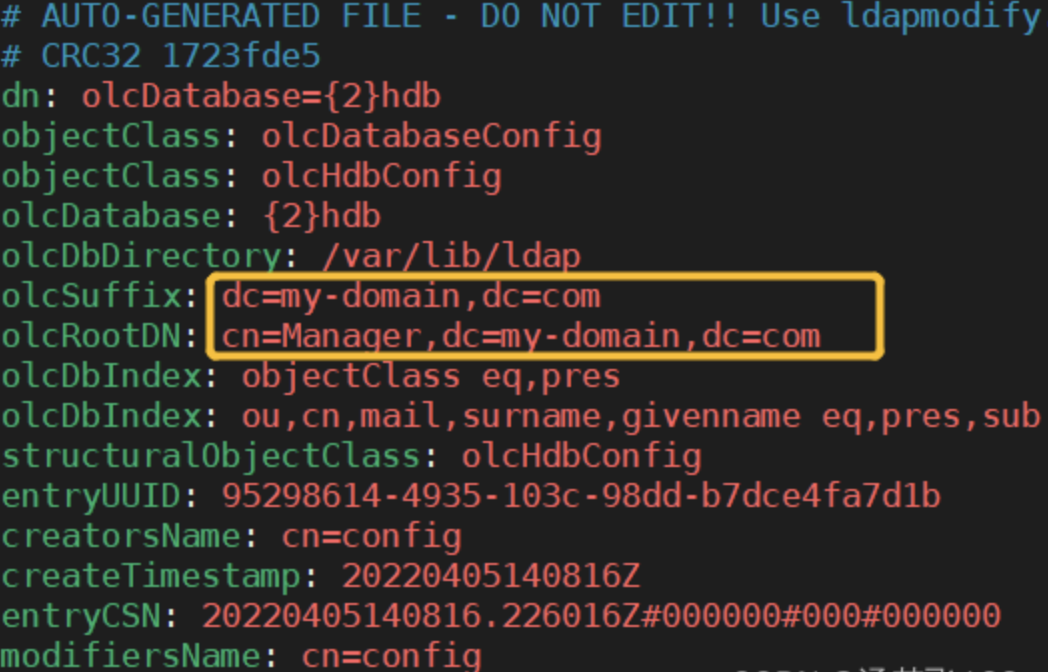 # AUTO-GENERATED FILE - DO NOT EDIT!! Use ldapmodify
# CRC32 1723fde5
dn: olcDatabase={2}hdb
objectClass: olcDatabaseConfig
objectClass: olcHdbConfig
olcDatabase: {2}hdb
olcDbDirectory: /var/lib/ldap
olcSuffix: dc=my-domain,dc=com
olcRootDN: cn=Manager,dc=my-domain,dc=com
olcDbIndex: objectClass eq,pres
olcDbIndex: ou,cn,mail,surname,givenname eq,pres,sub
structuralObjectClass: olcHdbConfig
entryUUID: 95298614-4935-103c-98dd-b7dce4fa7d1b
creatorsName: cn=config
createTimestamp: 20220405140816Z
entryCSN: 20220405140816.226016Z#000000#000#000000
modifiersName: cn=config